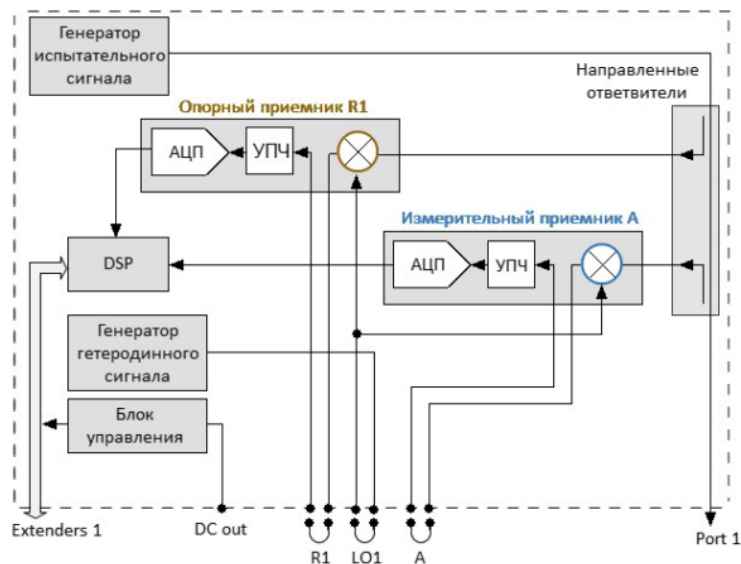 Генератор
испытательного
сигнала
Направленные
ответвители
Опорный приемник R1
АЦП
УПЧ
Измерительный приемник А
АЦП
УПЧ
DSP
Генератор
гетеродинного
сигнала
Блок
управления
Extenders 1
DC out
R1
LO1
A
Port 1